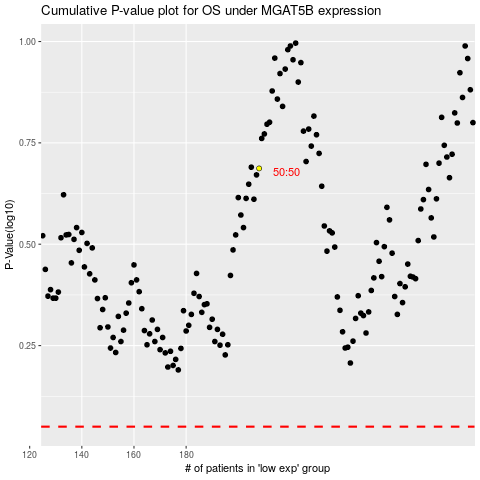 Cumulative P-value plot for OS under MGAT5B expression
1.00
0.75
50:50
0.50
0.25
P-Value(log10)
120 140 160 180
# of patients in 'low exp' group